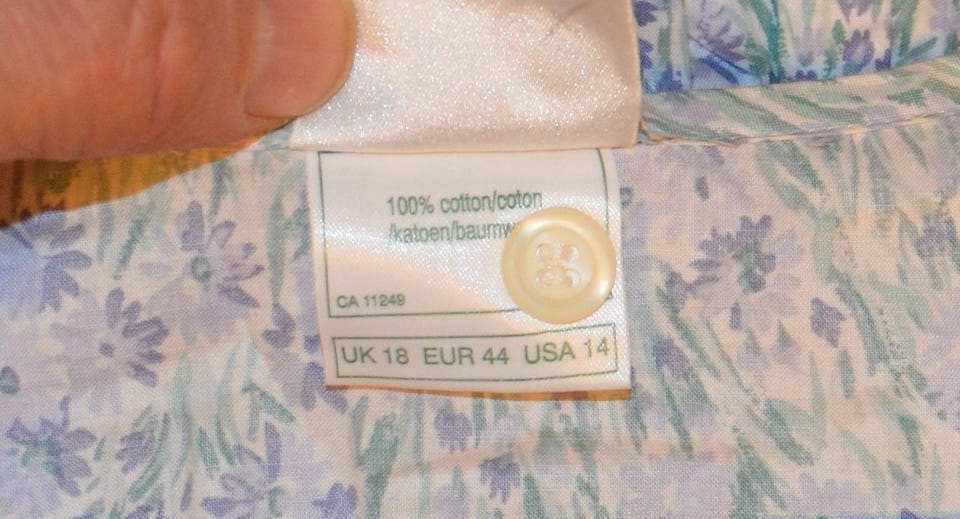 100% cotton/coton
/katoen/baumw
CA 11249
UK 18 EUR 44 USA 14